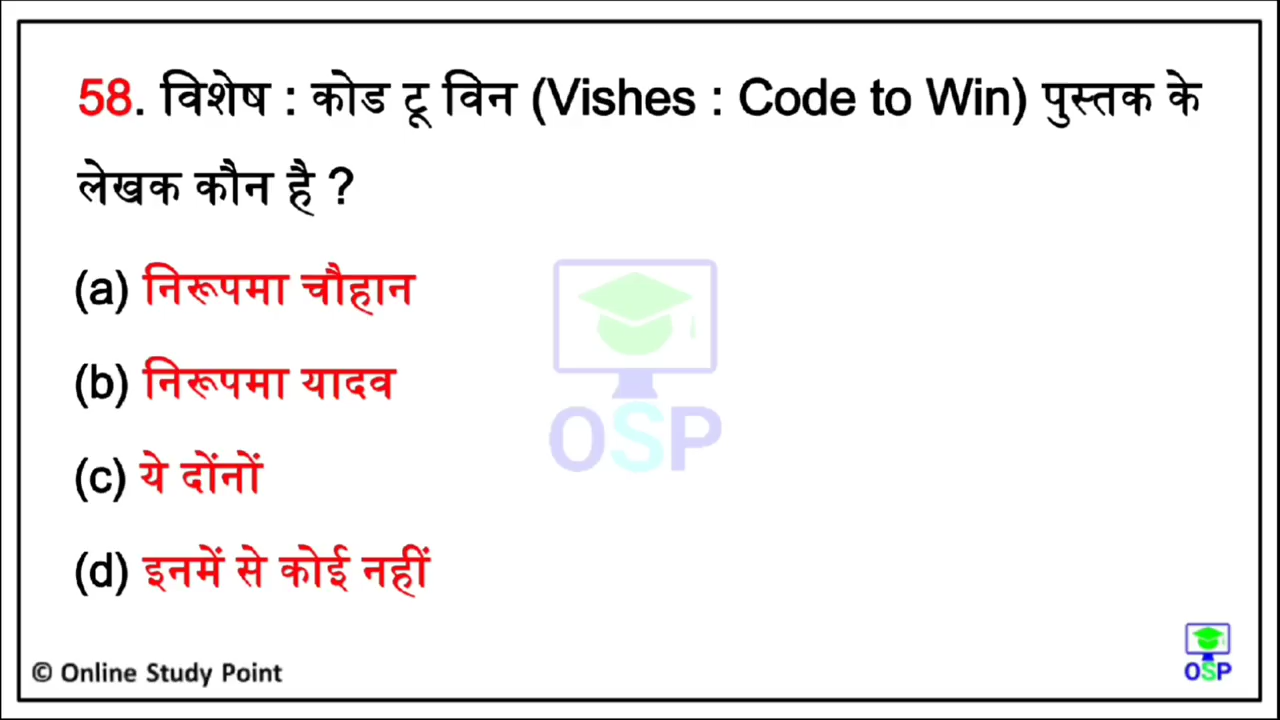 58. विशेष : कोड टू विन (Vishes : Code to Win) पुस्तक के
लेखक कौन है ?
(a) निरूपमा चौहान
(b) निरूपमा यादव
(c) ये दोंनों
(d) इनमें से कोई नहीं
OSP
© Online Study Point
OSP